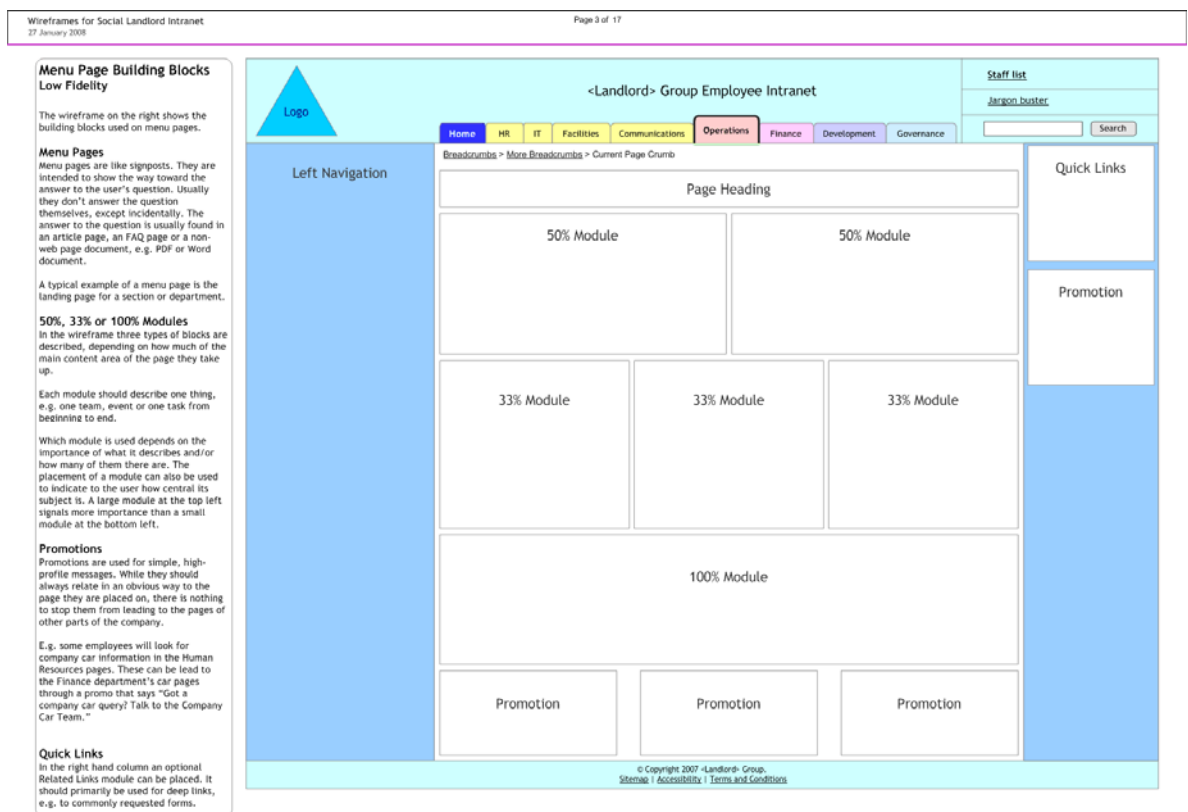 Wireframes for Social Landlord Intranet
Page 3 of 17
27 January 2008
Menu Page Building Blocks
Low Fidelity
The wireframe on the right shows the
building blocks used on menu pages.
Menu Pages
Menu pages are like signposts. They are
intended to show the way toward the
answer to the user's question. Usually
they don't answer the question
themselves, except incidentally. The
answer to the question is usually found in
an article page, an FAQ page or a non-
web page document, e.g. PDF or Word
document.
A typical example of a menu page is the
landing page for a section or department.
50%, 33% or 100% Modules
In the wireframe three types of blocks are
described, depending on how much of the
main content area of the page they take
up.
Each module should describe one thing,
e.g. one team, event or one task from
beginning to end.
Which module is used depends on the
importance of what it describes and/or
how many of them there are. The
placement of a module can also be used
to indicate to the user how central its
subject is. A large module at the top left
signals more importance than a small
module at the bottom left.
Promotions
Promotions are used for simple, high-
profile messages. While they should
always relate in an obvious way to the
page they are placed on, there is nothing
to stop them from leading to the pages of
other parts of the company.
E.g. some employees will look for
company car information in the Human
Resources pages. These can be lead to
the Finance department's car pages
through a promo that says "Got a
company car query? Talk to the Company
Car Team."
Quick Links
In the right hand column an optional
Related Links module can be placed. It
should primarily be used for deep links,
e.g. to commonly requested forms.
Logo
<Landlord> Group Employee Intranet
Staff list
Jargon buster
Search
Home HR IT Facilities Communications Operations Finance Development Governance
Left Navigation
Breadcrumbs > More Breadcrumbs > Current Page Crumb
Page Heading
50% Module 50% Module
33% Module 33% Module 33% Module
100% Module
Promotion Promotion Promotion
Quick Links
Promotion
© Copyright 2007 <Landlord> Group.
Sitemap | Accessibility | Terms and Conditions